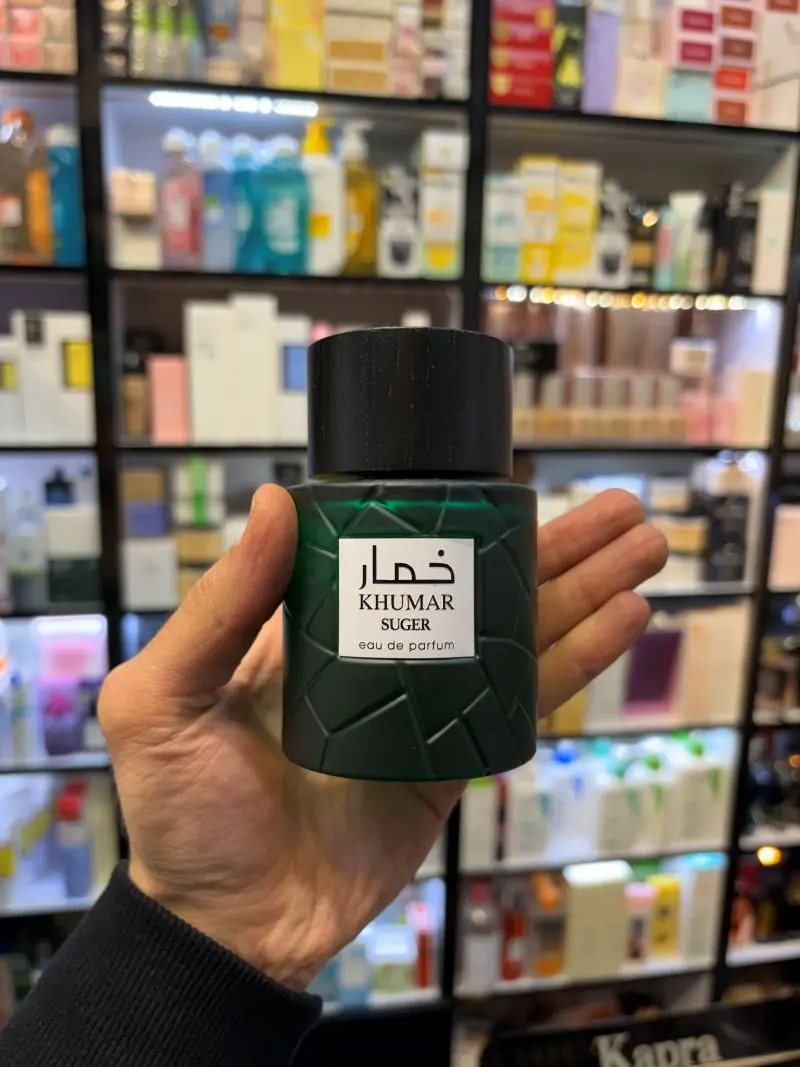 خمار
KHUMAR
SUGER
eau de parfum
Kapra